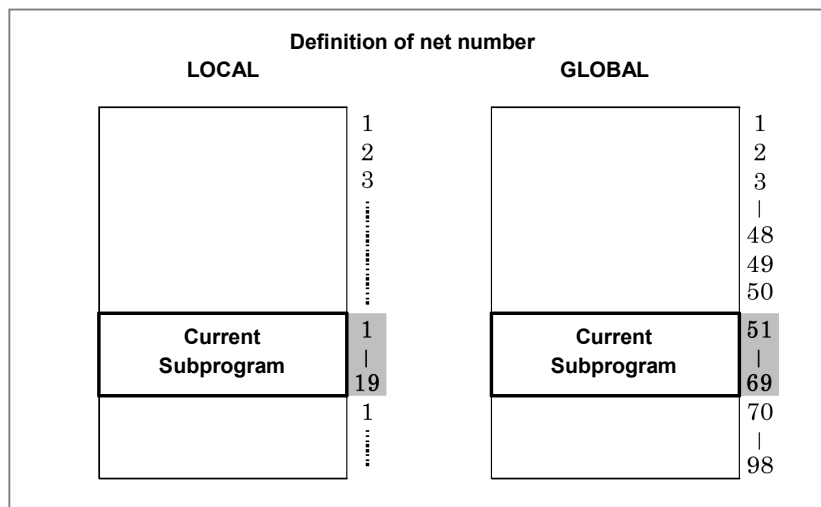 Definition of net number
LOCAL
GLOBAL
1
2
3
Current
Subprogram
1
|
19
1
1
2
3
|
48
49
50
Current
Subprogram
51
|
69
70
|
98